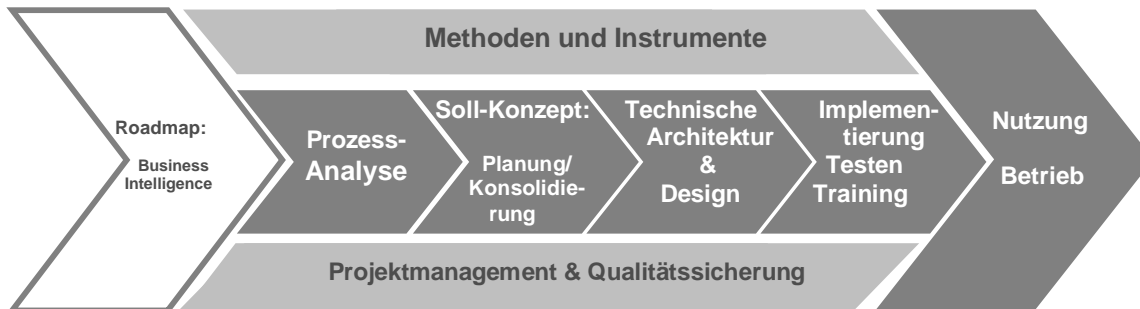 Methoden und Instrumente
Roadmap:
Business
Intelligence
Prozess-
Analyse
Soll-Konzept:
Planung/
Konsolidie-
rung
Technische
Architektur
&
Design
Implemen-
tierung
Testen
Training
Nutzung
Betrieb
Projektmanagement & Qualitätssicherung